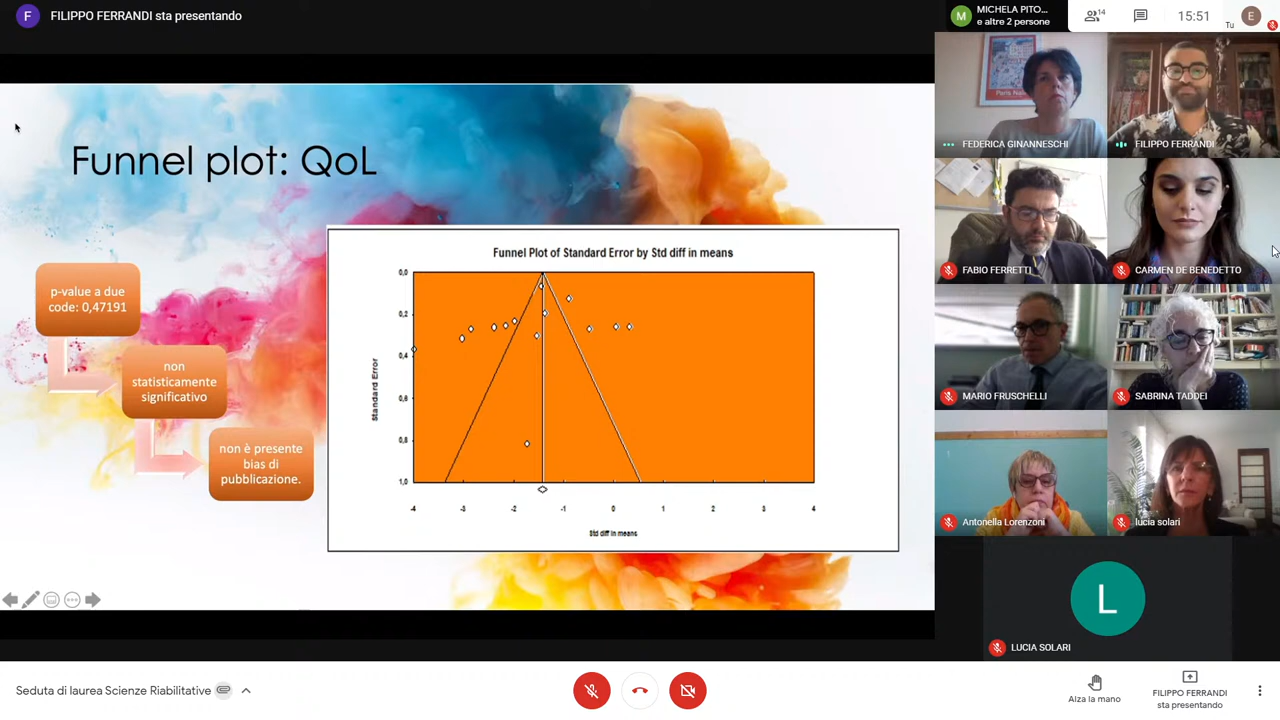 F
FILIPPO FERRANDI sta presentando
M
MICHELA PITO...
e altre 2 persone
14
15:51
Tu
E
Funnel plot: QoL
p-value a due
code: 0,47191
non
statisticamente
significativo
non è presente
bias di
pubblicazione.
Funnel Plot of Standard Error by Std diff in means
Standard Error
0,0
0,2
0,4
0,6
0,8
1,0
-4
-3
-2
-1
0
1
2
3
4
Std diff in means
FEDERICA GINANNESCHI
FILIPPO FERRANDI
FABIO FERRETTI
CARMEN DE BENEDETTO
MARIO FRUSCHELLI
SABRINA TADDEI
Antonella Lorenzoni
lucia solari
L
LUCIA SOLARI
Seduta di laurea Scienze Riabilitative
Alza la mano
FILIPPO FERRANDI
sta presentando